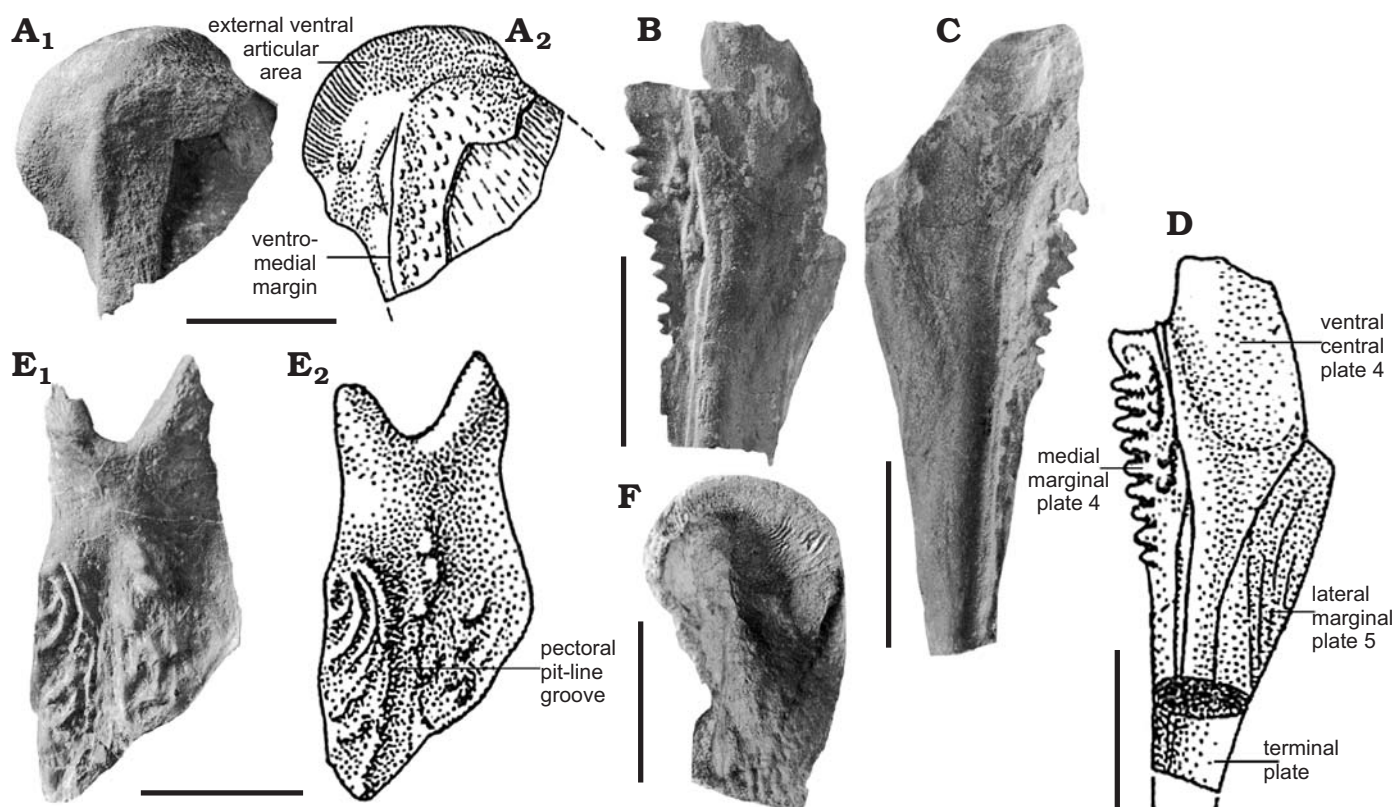 A1
external ventral
articular
area
A2
B
C
ventro-
medial
margin
D
ventral
central
plate 4
medial
marginal
plate 4
E1
E2
F
lateral
marginal
plate 5
pectoral
pit-line
groove
terminal
plate